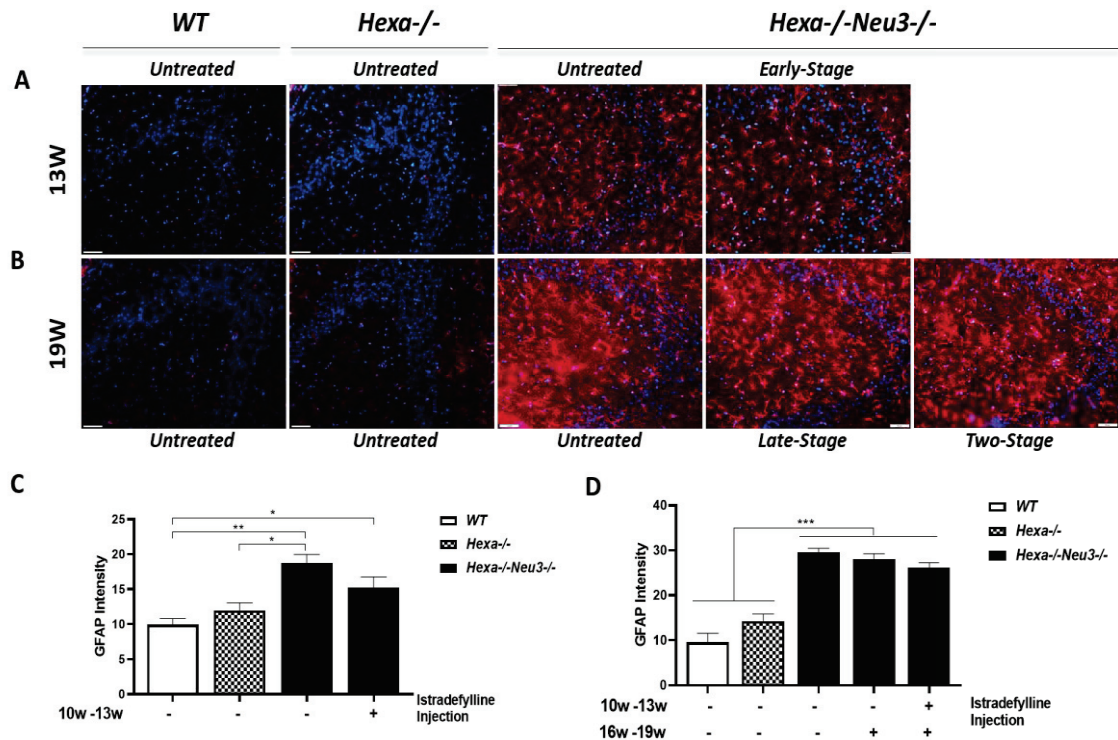 WT Hexa-/- Hexa-/-Neu3-/-
Untreated Untreated Untreated Early-Stage
A
13W
B
19W
Untreated Untreated Untreated Late-Stage Two-Stage
C
25
20
15
10
5
0
GFAP Intensity
*
**
*
WT
Hexa-/-
Hexa-/-Neu3-/-
10w -13w - - - + Istradefylline
Injection
D
40
30
20
10
0
GFAP Intensity
***
WT
Hexa-/-
Hexa-/-Neu3-/-
10w -13w - - - - + Istradefylline
Injection
16w -19w - - - + +